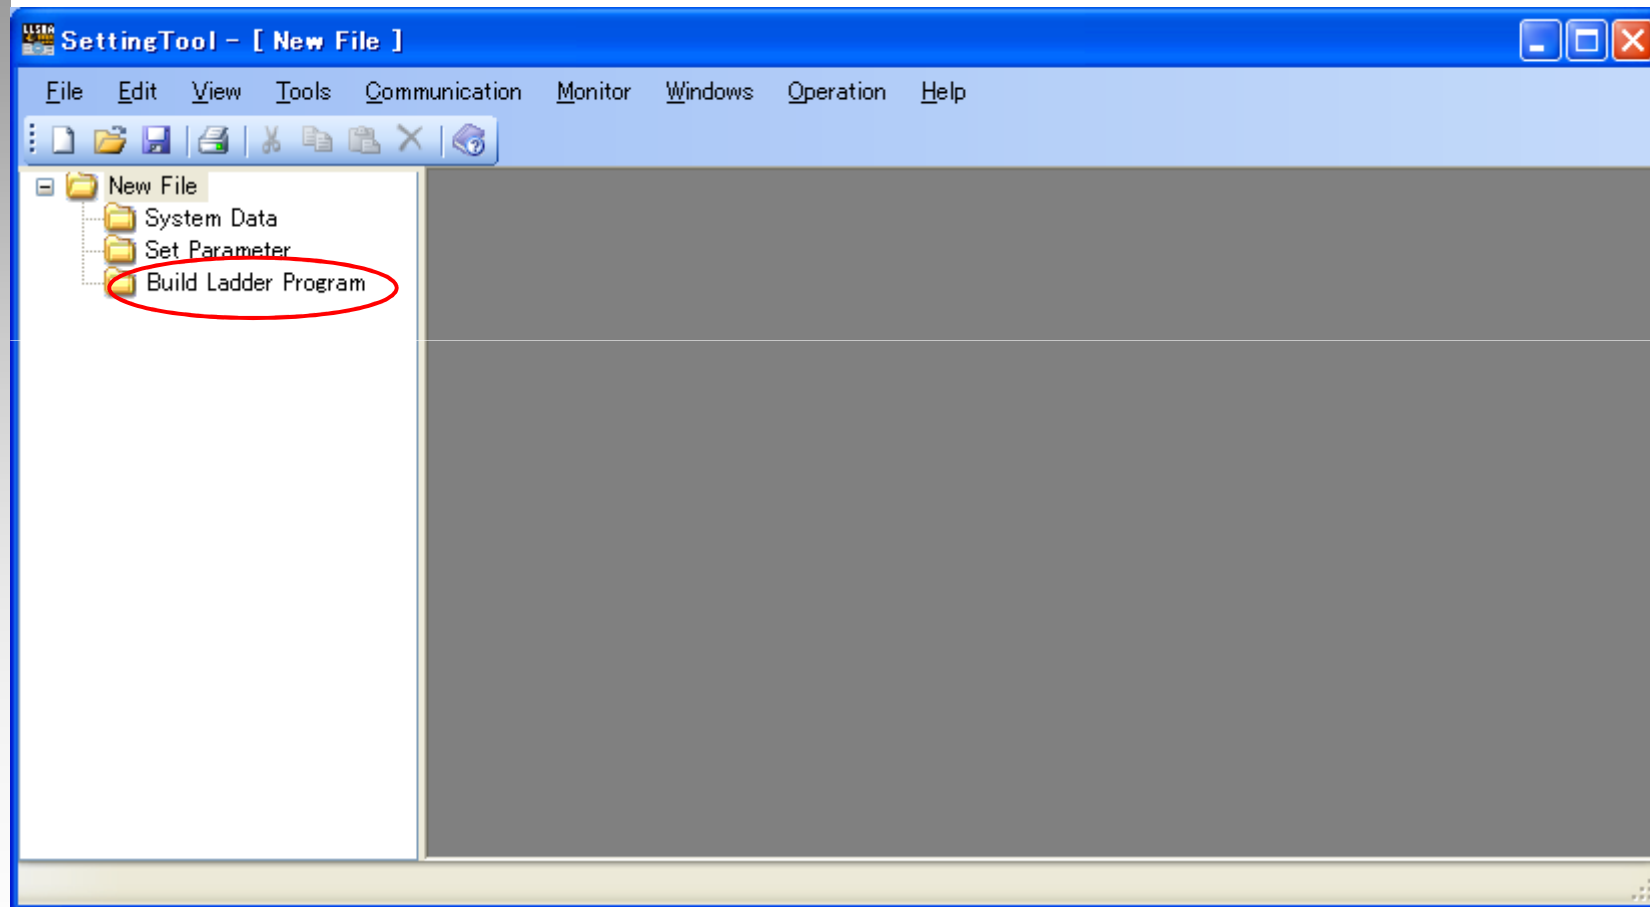 SettingTool - [ New File ]
File Edit View Tools Communication Monitor Windows Operation Help
New File
System Data
Set Parameter
Build Ladder Program